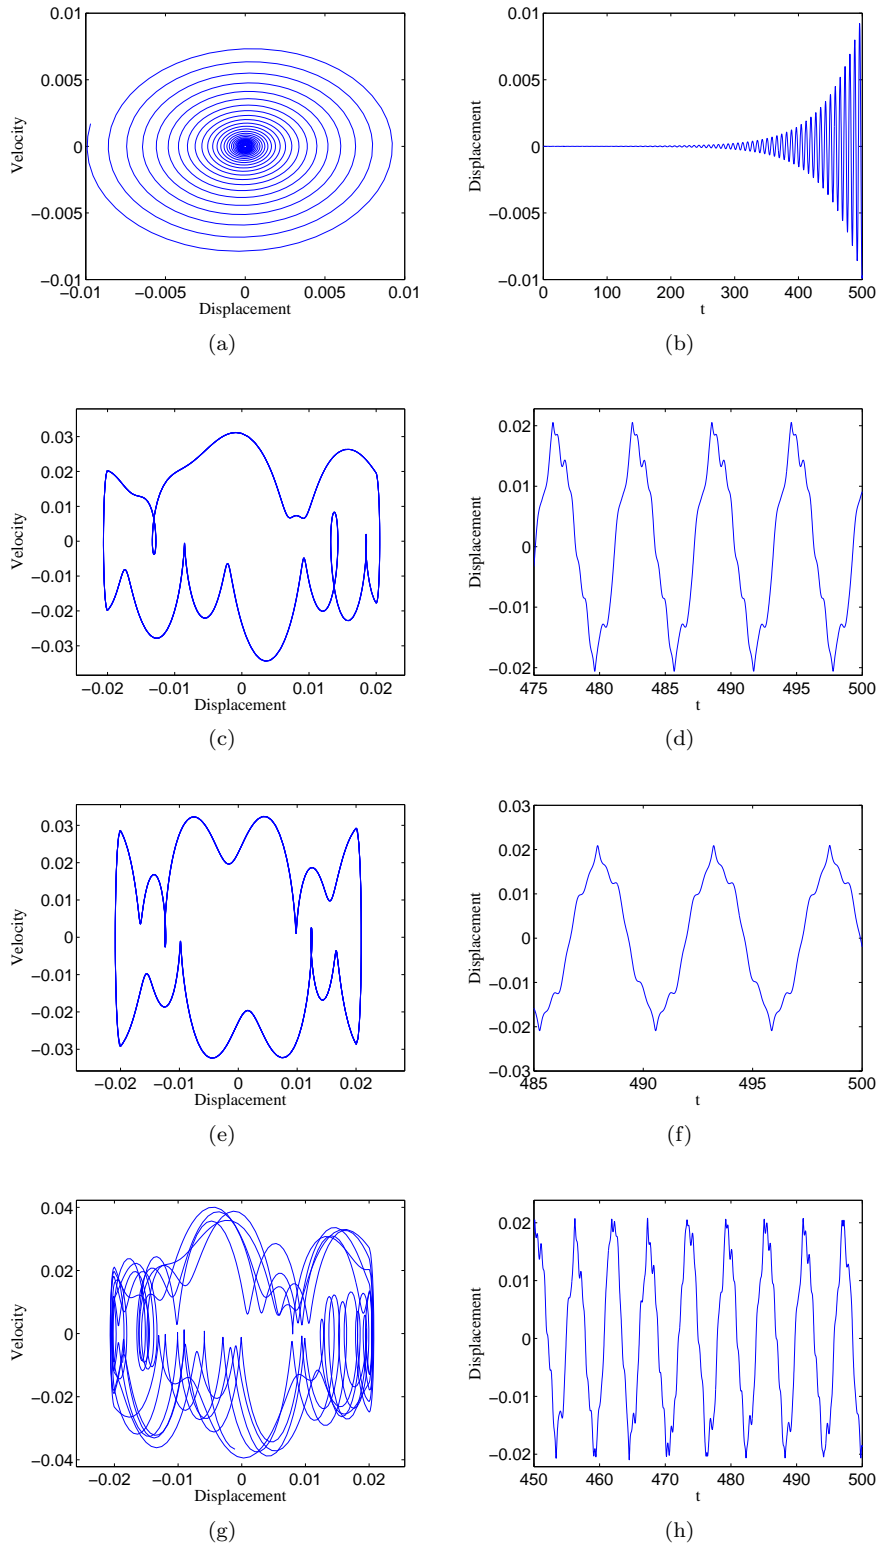 0.01
0.005
0
−0.005
−0.01
−0.01 −0.005 0 0.005 0.01
Velocity
Displacement
(a)
0.01
0.005
0
−0.005
−0.01
0 100 200 300 400 500
Displacement
t
(b)
0.03
0.02
0.01
0
−0.01
−0.02
−0.03
−0.02 −0.01 0 0.01 0.02
Velocity
Displacement
(c)
0.02
0.01
0
−0.01
−0.02
475 480 485 490 495 500
Displacement
t
(d)
0.03
0.02
0.01
0
−0.01
−0.02
−0.03
−0.02 −0.01 0 0.01 0.02
Velocity
Displacement
(e)
0.03
0.02
0.01
0
−0.01
−0.02
−0.03
485 490 495 500
Displacement
t
(f)
0.04
0.02
0
−0.02
−0.04
−0.02 −0.01 0 0.01 0.02
Velocity
Displacement
(g)
0.02
0.01
0
−0.01
−0.02
450 460 470 480 490 500
Displacement
t
(h)